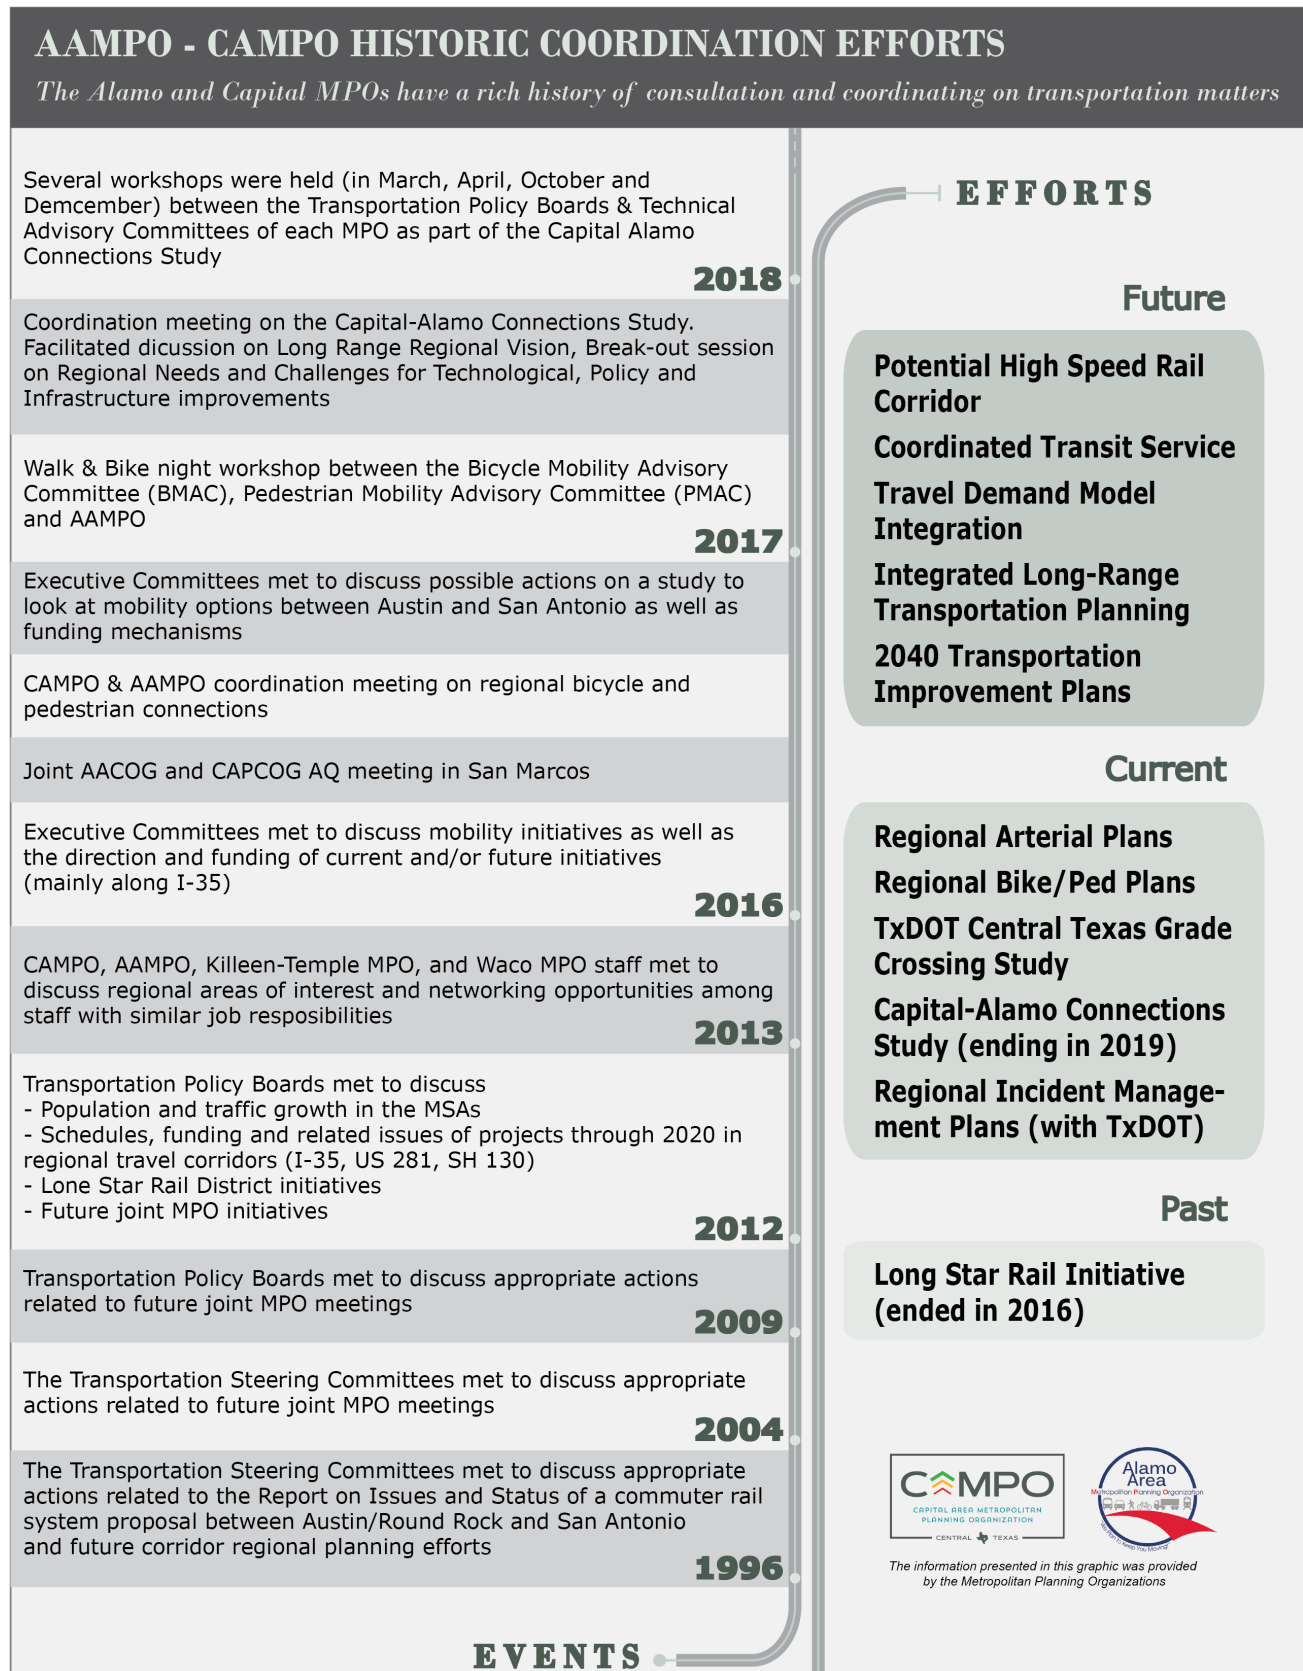 AAMPO - CAMPO HISTORIC COORDINATION EFFORTS
The Alamo and Capital MPOs have a rich history of consultation and coordinating on transportation matters
Several workshops were held (in March, April, October and
Demcember) between the Transportation Policy Boards & Technical
Advisory Committees of each MPO as part of the Capital Alamo
Connections Study
2018
Coordination meeting on the Capital-Alamo Connections Study.
Facilitated dicussion on Long Range Regional Vision, Break-out session
on Regional Needs and Challenges for Technological, Policy and
Infrastructure improvements
Walk & Bike night workshop between the Bicycle Mobility Advisory
Committee (BMAC), Pedestrian Mobility Advisory Committee (PMAC)
and AAMPO
2017
Executive Committees met to discuss possible actions on a study to
look at mobility options between Austin and San Antonio as well as
funding mechanisms
CAMPO & AAMPO coordination meeting on regional bicycle and
pedestrian connections
Joint AACOG and CAPCOG AQ meeting in San Marcos
Executive Committees met to discuss mobility initiatives as well as
the direction and funding of current and/or future initiatives
(mainly along I-35)
2016
CAMPO, AAMPO, Killeen-Temple MPO, and Waco MPO staff met to
discuss regional areas of interest and networking opportunities among
staff with similar job resposibilities
2013
Transportation Policy Boards met to discuss
- Population and traffic growth in the MSAs
- Schedules, funding and related issues of projects through 2020 in
regional travel corridors (I-35, US 281, SH 130)
- Lone Star Rail District initiatives
- Future joint MPO initiatives
2012
Transportation Policy Boards met to discuss appropriate actions
related to future joint MPO meetings
2009
The Transportation Steering Committees met to discuss appropriate
actions related to future joint MPO meetings
2004
The Transportation Steering Committees met to discuss appropriate
actions related to the Report on Issues and Status of a commuter rail
system proposal between Austin/Round Rock and San Antonio
and future corridor regional planning efforts
1996
EVENTS
EFFORTS
Future
Potential High Speed Rail
Corridor
Coordinated Transit Service
Travel Demand Model
Integration
Integrated Long-Range
Transportation Planning
2040 Transportation
Improvement Plans
Current
Regional Arterial Plans
Regional Bike/Ped Plans
TxDOT Central Texas Grade
Crossing Study
Capital-Alamo Connections
Study (ending in 2019)
Regional Incident Manage-
ment Plans (with TxDOT)
Past
Long Star Rail Initiative
(ended in 2016)
CAMPO
CAPITAL AREA METROPOLITAN
PLANNING ORGANIZATION
CENTRAL TEXAS
Alamo
Area
Metropolitan Planning Organization
"We Plan to Keep You Moving!"
The information presented in this graphic was provided
by the Metropolitan Planning Organizations